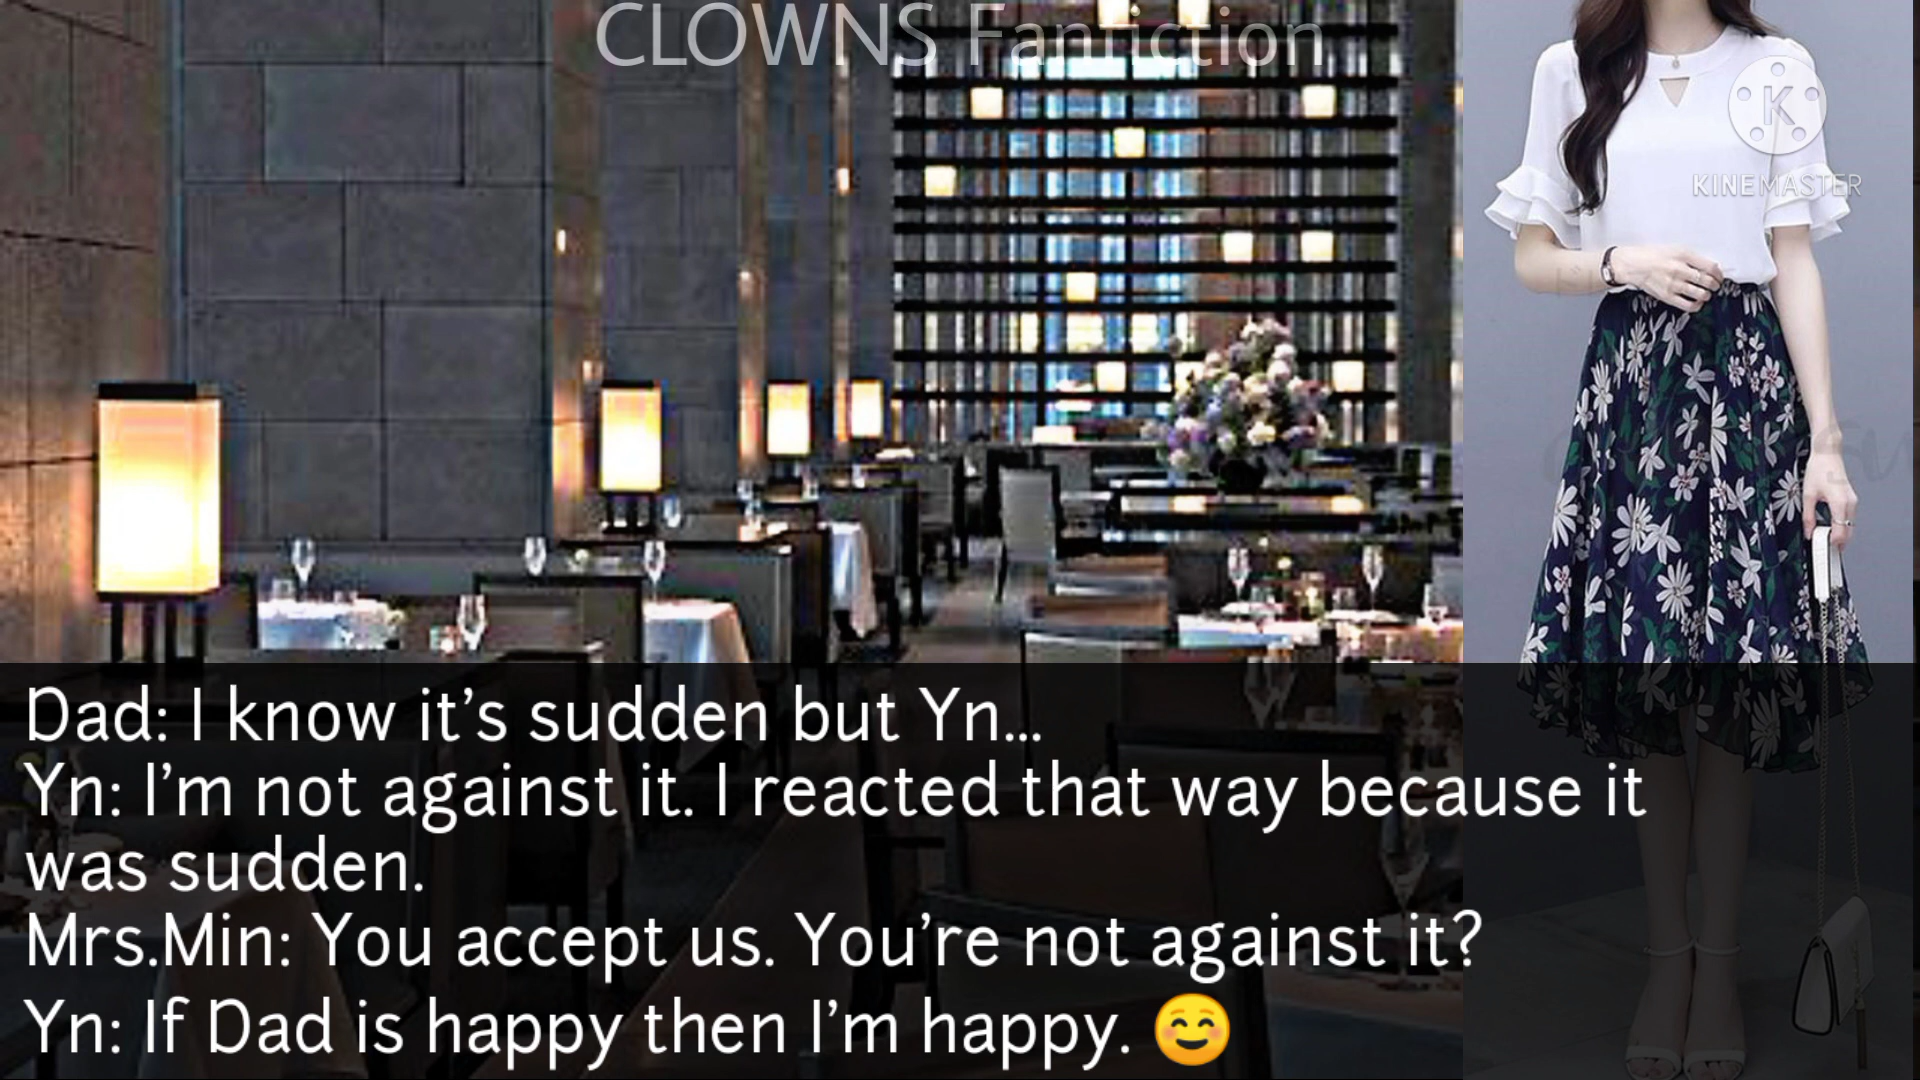 CLOWNS Fanfiction
K
KINEMASTER
Dad: I know it's sudden but Yn...
Yn: I'm not against it. I reacted that way because it
was sudden.
Mrs.Min: You accept us. You're not against it?
Yn: If Dad is happy then I'm happy. ☺️